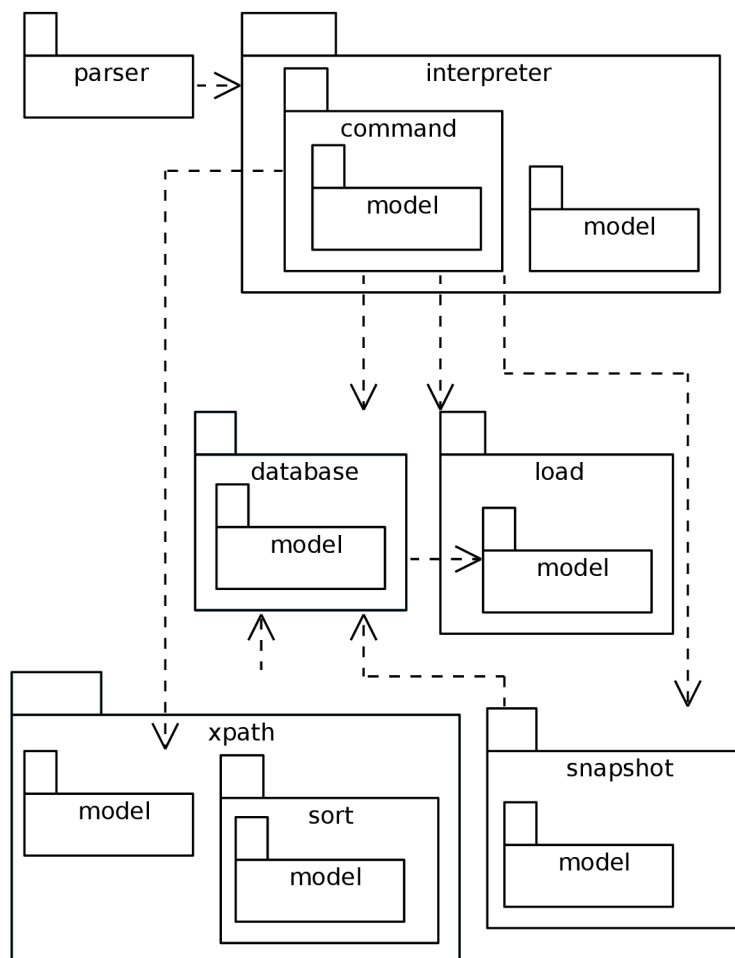 parser
interpreter
command
model
model
database
load
model
model
xpath
snapshot
model
sort
model
model